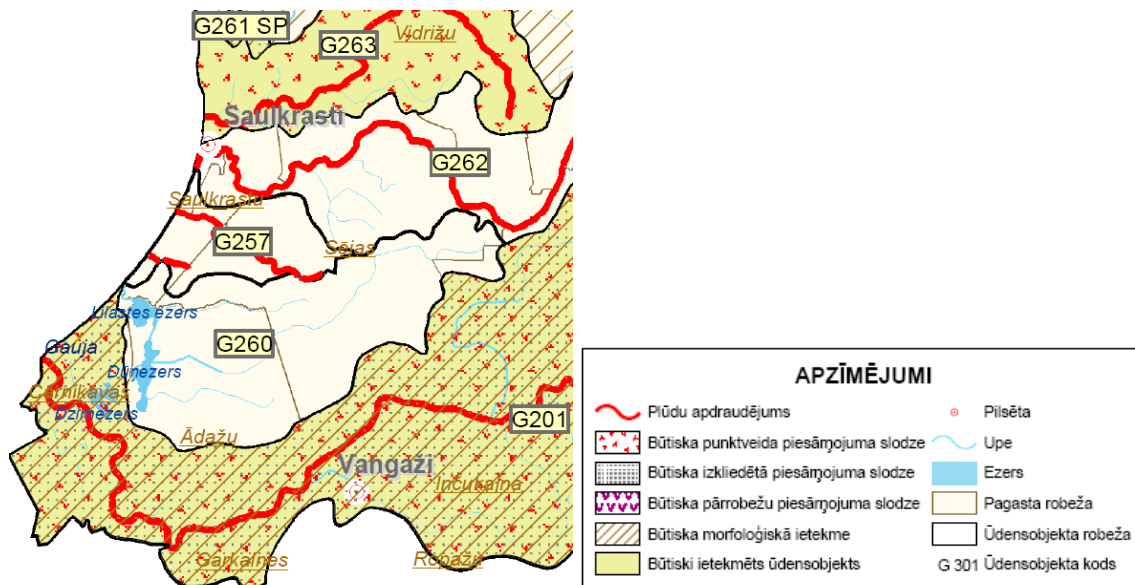 G261 SP
G263
Vidrižu
Saulkrasti
G262
Saulkrastu
G257
Sējas
Lilastes ezers
Gauja
G260
Dūņezers
Carnikavas
Dzirnezers
G201
Ādažu
Vangaži
Inčukalna
Garkalnes
Ropažu
APZĪMĒJUMI
Plūdu apdraudējums
Pilsēta
Būtiska punktveida piesārņojuma slodze
Upe
Būtiska izkliedētā piesārņojuma slodze
Ezers
Būtiska pārrobežu piesārņojuma slodze
Pagasta robeža
Būtiska morfoloģiskā ietekme
Ūdensobjekta robeža
Būtiski ietekmēts ūdensobjekts
G 301 Ūdensobjekta kods